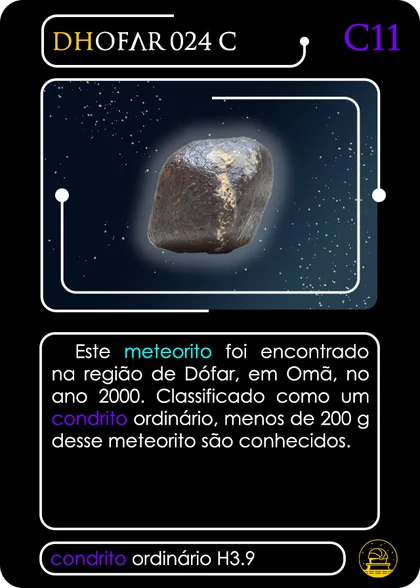 DHOFAR 024 C
C11
Este meteorito foi encontrado
na região de Dófar, em Omã, no
ano 2000. Classificado como um
condrito ordinário, menos de 200 g
desse meteorito são conhecidos.
condrito ordinário H3.9